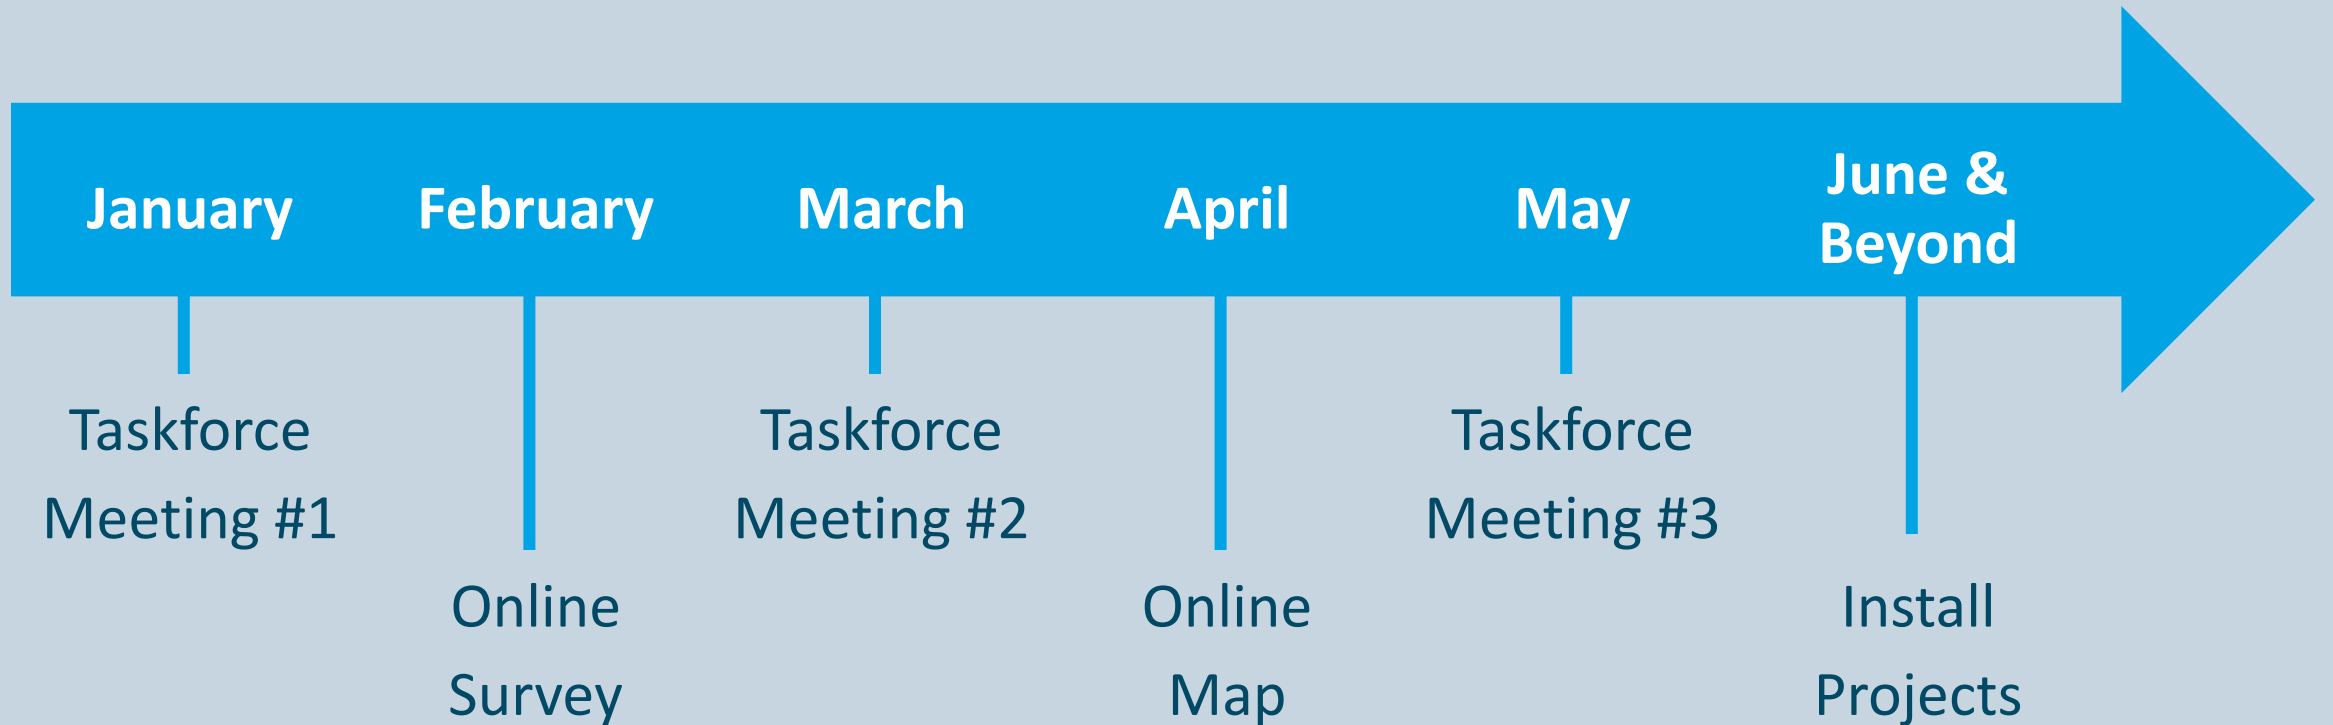 January
February
March
April
May
June &
Beyond
Taskforce
Meeting #1
Online
Survey
Taskforce
Meeting #2
Online
Map
Taskforce
Meeting #3
Install
Projects